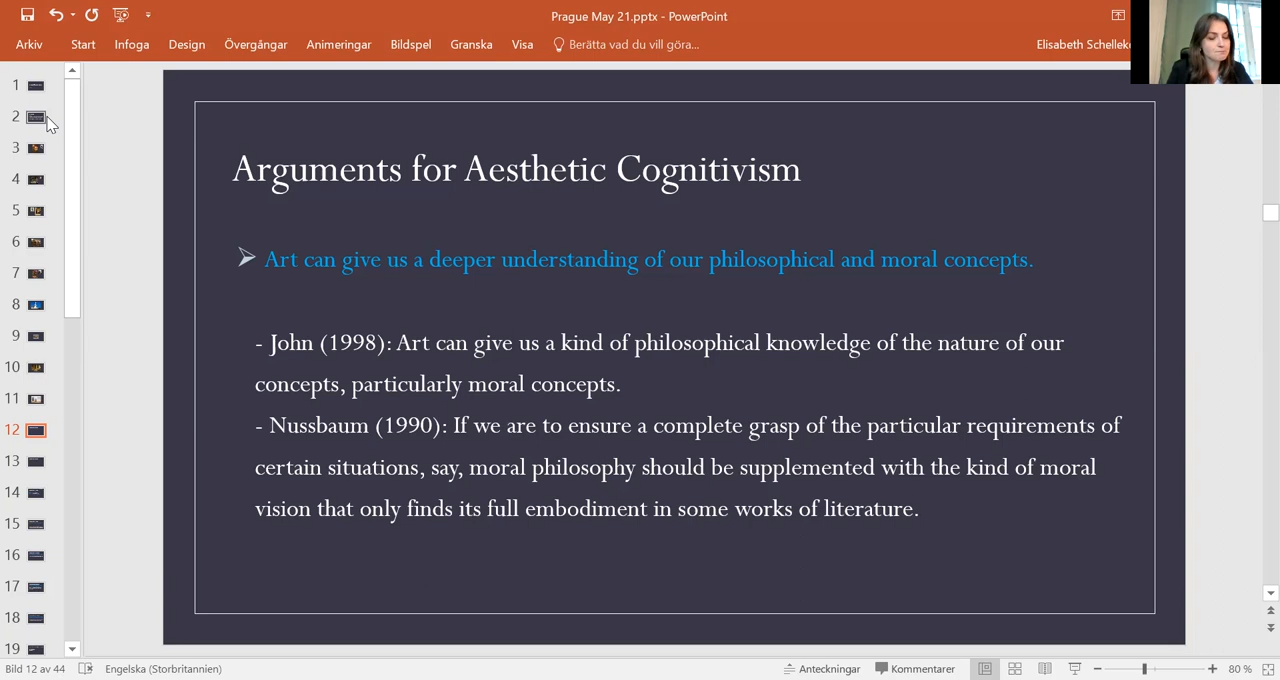 Prague May 21.pptx - PowerPoint
Arkiv Start Infoga Design Övergångar Animeringar Bildspel Granska Visa Berätta vad du vill göra... Elisabeth Schelleke
1
2
3
4
5
6
7
8
9
10
11
12
13
14
15
16
17
18
19
Arguments for Aesthetic Cognitivism
Art can give us a deeper understanding of our philosophical and moral concepts.
- John (1998): Art can give us a kind of philosophical knowledge of the nature of our
concepts, particularly moral concepts.
- Nussbaum (1990): If we are to ensure a complete grasp of the particular requirements of
certain situations, say, moral philosophy should be supplemented with the kind of moral
vision that only finds its full embodiment in some works of literature.
Bild 12 av 44 Engelska (Storbritannien) Anteckningar Kommentarer 80 %